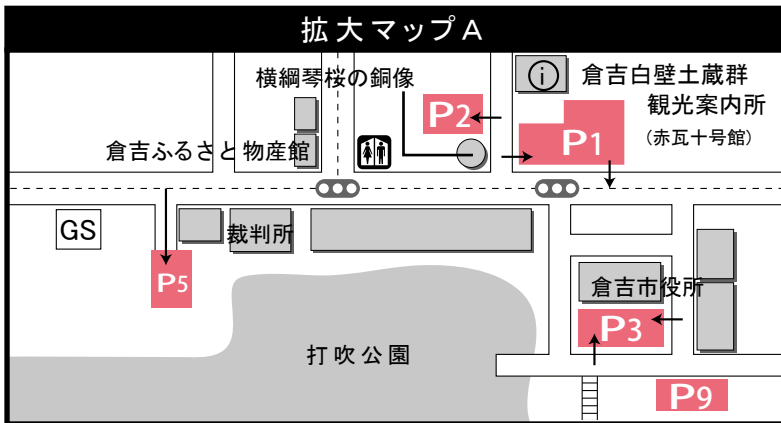 拡大マップA
横綱琴桜の銅像
i
倉吉白壁土蔵群
観光案内所
(赤瓦十号館)
P2
P1
倉吉ふるさと物産館
GS
裁判所
P5
倉吉市役所
P3
打吹公園
P9